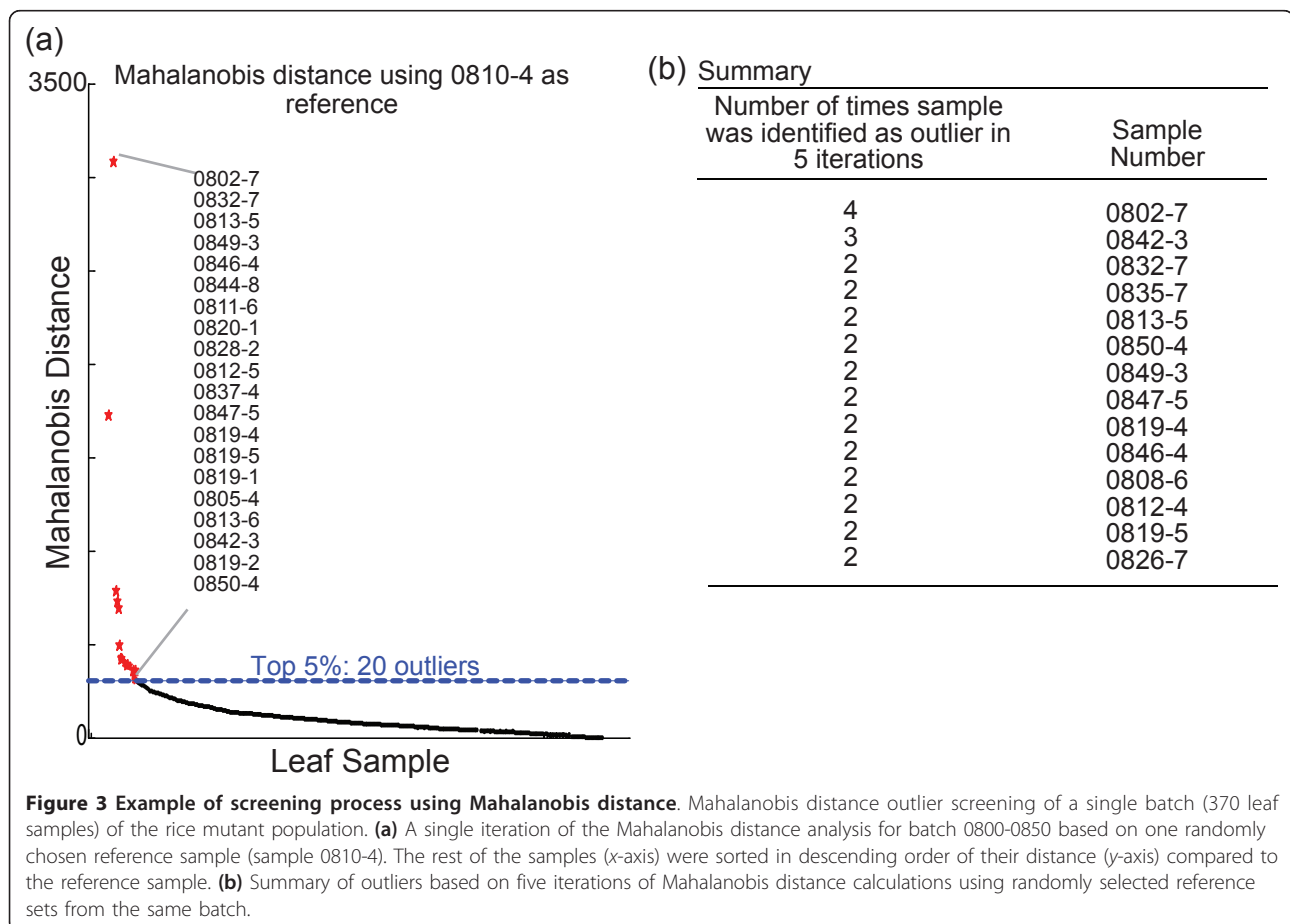 (a)
Mahalanobis distance using 0810-4 as
reference
3500
0802-7
0832-7
0813-5
0849-3
0846-4
0844-8
0811-6
0820-1
0828-2
0812-5
0837-4
0847-5
0819-4
0819-5
0819-1
0805-4
0813-6
0842-3
0819-2
0850-4
Mahalanobis Distance
Top 5%: 20 outliers
0
Leaf Sample
(b) Summary
Number of times sample
was identified as outlier in
5 iterations
Sample
Number
4 0802-7
3 0842-3
2 0832-7
2 0835-7
2 0813-5
2 0850-4
2 0849-3
2 0847-5
2 0819-4
2 0846-4
2 0808-6
2 0812-4
2 0819-5
2 0826-7
Figure 3 Example of screening process using Mahalanobis distance. Mahalanobis distance outlier screening of a single batch (370 leaf
samples) of the rice mutant population. (a) A single iteration of the Mahalanobis distance analysis for batch 0800-0850 based on one randomly
chosen reference sample (sample 0810-4). The rest of the samples (x-axis) were sorted in descending order of their distance (y-axis) compared to
the reference sample. (b) Summary of outliers based on five iterations of Mahalanobis distance calculations using randomly selected reference
sets from the same batch.